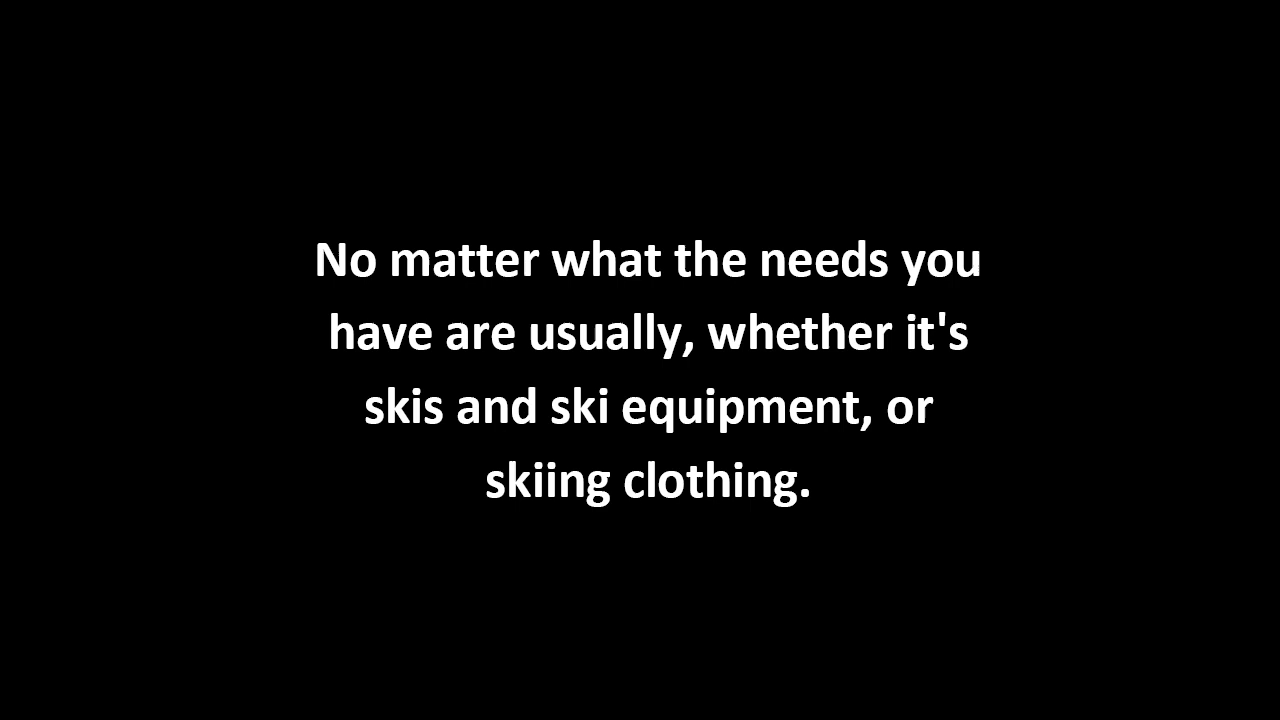 No matter what the needs you
have are usually, whether it's
skis and ski equipment, or
skiing clothing.